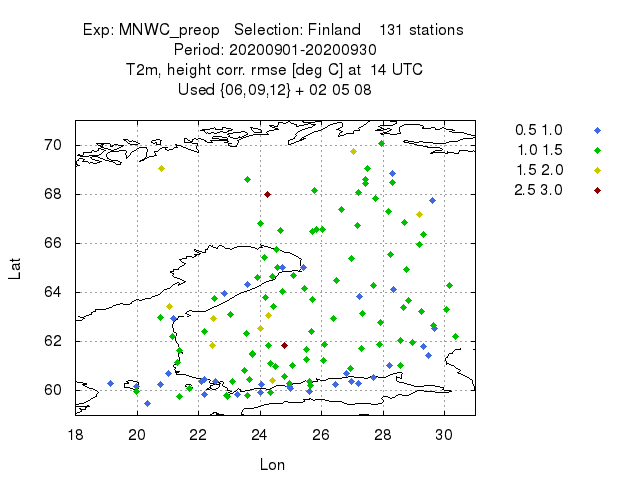 Exp: MNWC_preop   Selection: Finland    131 stations
Period: 20200901-20200930
T2m, height corr. rmse [deg C] at  14 UTC
Used {06,09,12} + 02 05 08
70
68
66
64
62
60
18 20 22 24 26 28 30
Lat
Lon
0.5 1.0
1.0 1.5
1.5 2.0
2.5 3.0